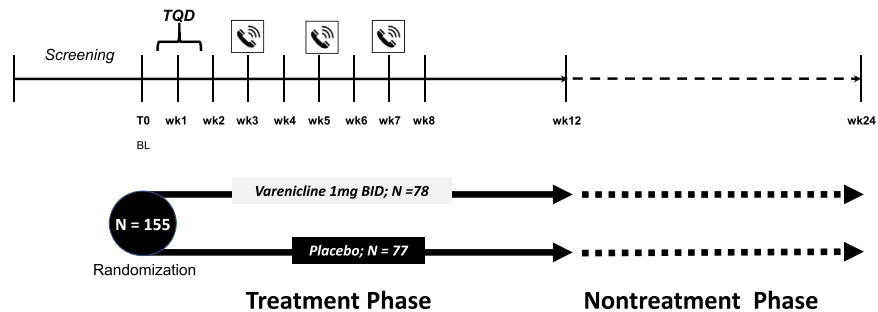 TQD
Screening
T0 wk1 wk2 wk3 wk4 wk5 wk6 wk7 wk8 wk12 wk24
BL
Varenicline 1mg BID; N =78
N = 155
Placebo; N = 77
Randomization
Treatment Phase Nontreatment Phase